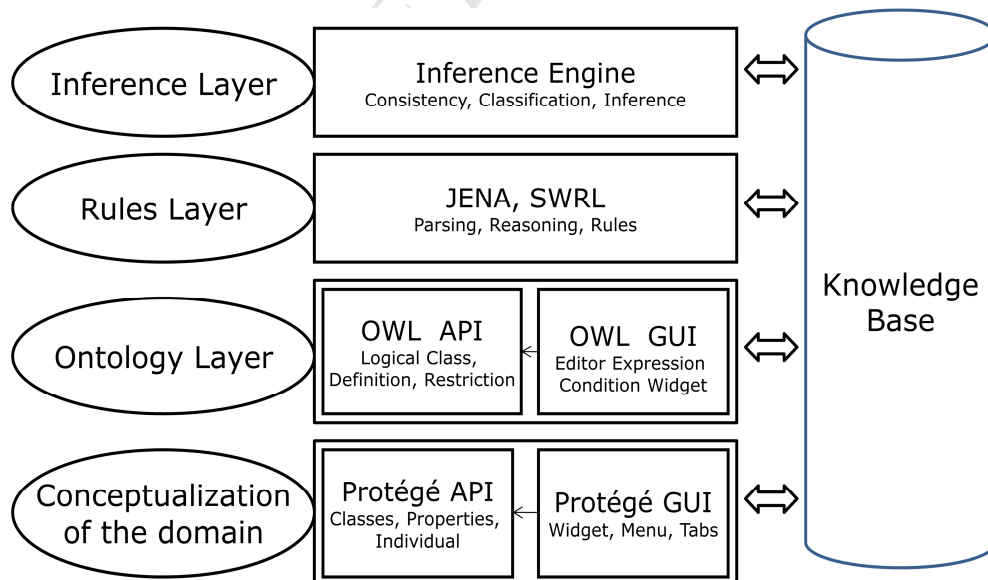 Inference Layer
Inference Engine
Consistency, Classification, Inference
Rules Layer
JENA, SWRL
Parsing, Reasoning, Rules
Ontology Layer
OWL API
Logical Class,
Definition, Restriction
OWL GUI
Editor Expression
Condition Widget
Conceptualization
of the domain
Protégé API
Classes, Properties,
Individual
Protégé GUI
Widget, Menu, Tabs
Knowledge
Base